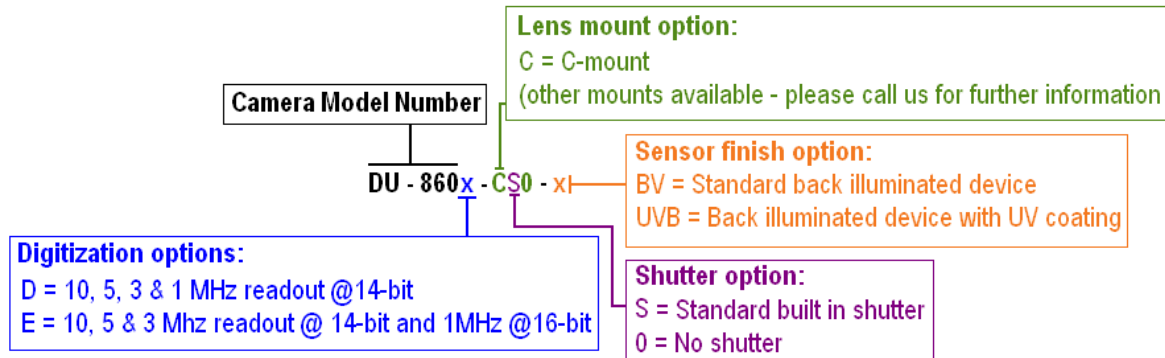 Lens mount option:
C = C-mount
(other mounts available - please call us for further information
Camera Model Number
DU - 860x - CS0 - x
Sensor finish option:
BV = Standard back illuminated device
UVB = Back illuminated device with UV coating
Digitization options:
D = 10, 5, 3 & 1 MHz readout @14-bit
E = 10, 5 & 3 Mhz readout @ 14-bit and 1MHz @16-bit
Shutter option:
S = Standard built in shutter
0 = No shutter